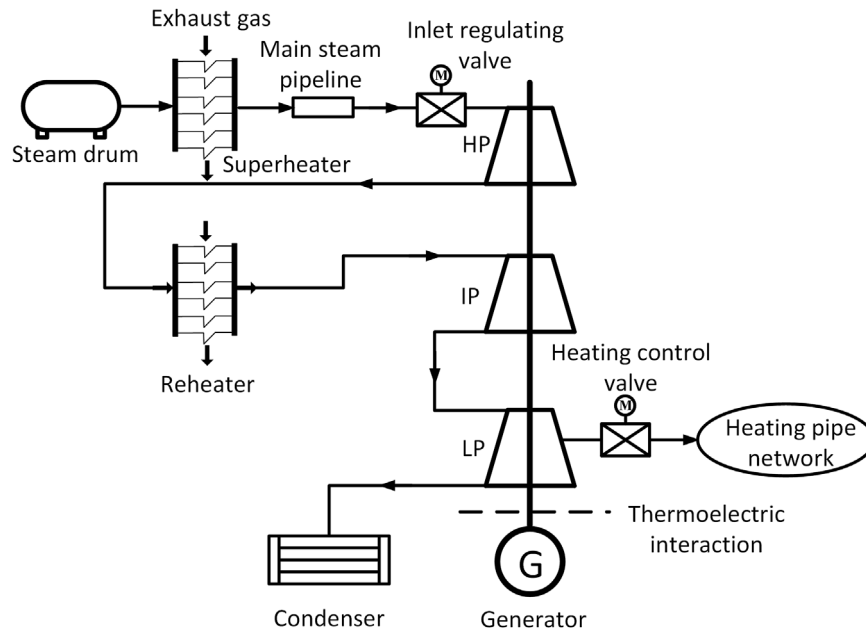 Exhaust gas
Main steam
pipeline
Inlet regulating
valve
M
Steam drum
Superheater
HP
IP
Reheater
Heating control
valve
M
LP
Heating pipe
network
Thermoelectric
interaction
G
Condenser
Generator